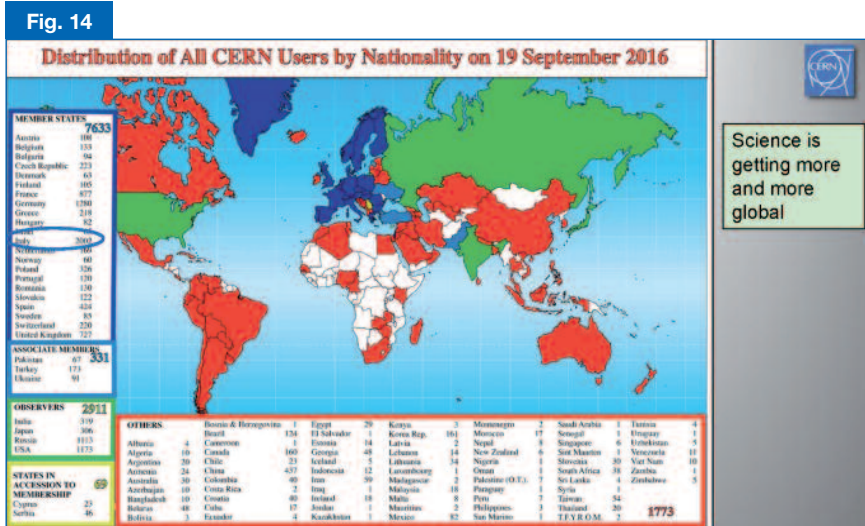 Fig. 14
Distribution of All CERN Users by Nationality on 19 September 2016
CERN
Science is
getting more
and more
global
MEMBER STATES
7633
Austria 108
Belgium 133
Bulgaria 94
Czech Republic 223
Denmark 63
Finland 105
France 877
Germany 1280
Greece 218
Hungary 82
Italy
Netherlands 169
Norway 60
Poland 326
Portugal 120
Romania 130
Slovakia 122
Spain 424
Sweden 85
Switzerland 220
United Kingdom 727
ASSOCIATE MEMBERS
331
Pakistan 67
Turkey 173
Ukraine 91
OBSERVERS 2911
India 319
Japan 306
Russia 1113
USA 1173
STATES IN
ACCESSION TO
MEMBERSHIP
69
Cyprus 23
Serbia 46
OTHERS
Albania 4
Algeria 10
Argentina 20
Armenia 24
Australia 30
Azerbaijan 10
Bangladesh 10
Belarus 48
Bolivia 3
Bosnia & Herzegovina 1
Brazil 134
Cameroon 1
Canada 160
Chile 23
China 437
Colombia 40
Costa Rica 2
Croatia 40
Cuba 17
Ecuador 4
Egypt 29
El Salvador 1
Estonia 14
Georgia 48
Iceland 5
Indonesia 12
Iran 59
Iraq 1
Ireland 18
Jordan 1
Kazakhstan 1
Kenya 3
Korea Rep. 161
Latvia 2
Lebanon 14
Lithuania 34
Luxembourg 1
Madagascar 2
Malaysia 18
Malta 8
Mauritius 2
Mexico 82
Montenegro 2
Morocco 17
Nepal 8
New Zealand 6
Nigeria 1
Oman 1
Palestine (O.T.) 7
Paraguay 1
Peru 7
Philippines 3
San Marino 1
Saudi Arabia 1
Senegal 1
Singapore 6
Sint Maarten 1
Slovenia 30
South Africa 38
Sri Lanka 4
Syria 1
Taiwan 54
Thailand 20
T.F.Y.R.O.M. 2
Tunisia 4
Uruguay 1
Uzbekistan 5
Venezuela 11
Viet Nam 10
Zambia 1
Zimbabwe 5
1773